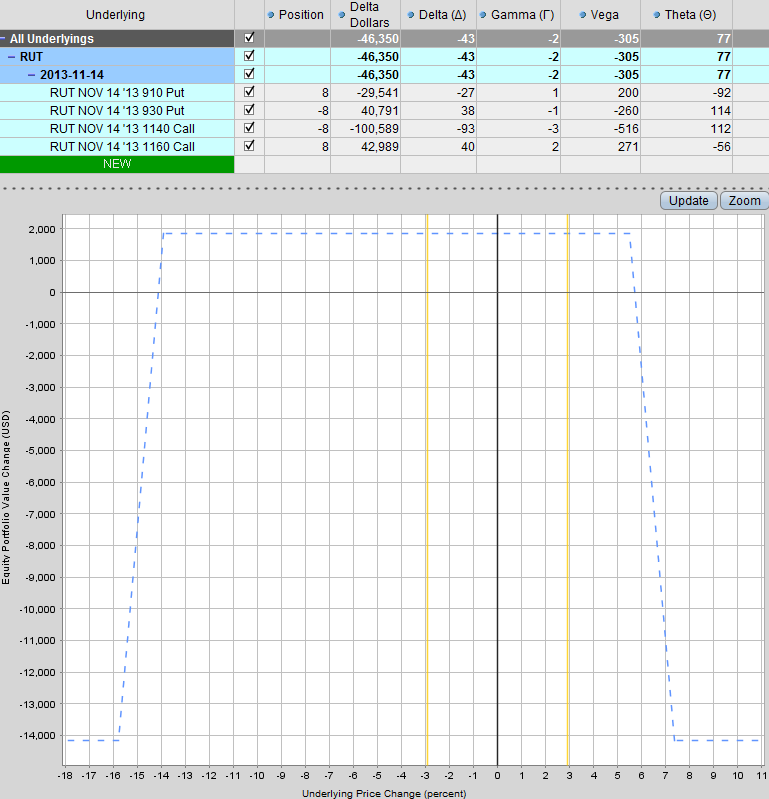 Underlying Position Delta Dollars Delta (Δ) Gamma (Γ) Vega Theta (Θ)
− All Underlyings -46,350 -43 -2 -305 77
− RUT -46,350 -43 -2 -305 77
− 2013-11-14 -46,350 -43 -2 -305 77
RUT NOV 14 '13 910 Put 8 -29,541 -27 1 200 -92
RUT NOV 14 '13 930 Put -8 40,791 38 -1 -260 114
RUT NOV 14 '13 1140 Call -8 -100,589 -93 -3 -516 112
RUT NOV 14 '13 1160 Call 8 42,989 40 2 271 -56
NEW
Update Zoom
Equity Portfolio Value Change (USD)
2,000
1,000
0
-1,000
-2,000
-3,000
-4,000
-5,000
-6,000
-7,000
-8,000
-9,000
-10,000
-11,000
-12,000
-13,000
-14,000
-18 -17 -16 -15 -14 -13 -12 -11 -10 -9 -8 -7 -6 -5 -4 -3 -2 -1 0 1 2 3 4 5 6 7 8 9 10 11
Underlying Price Change (percent)